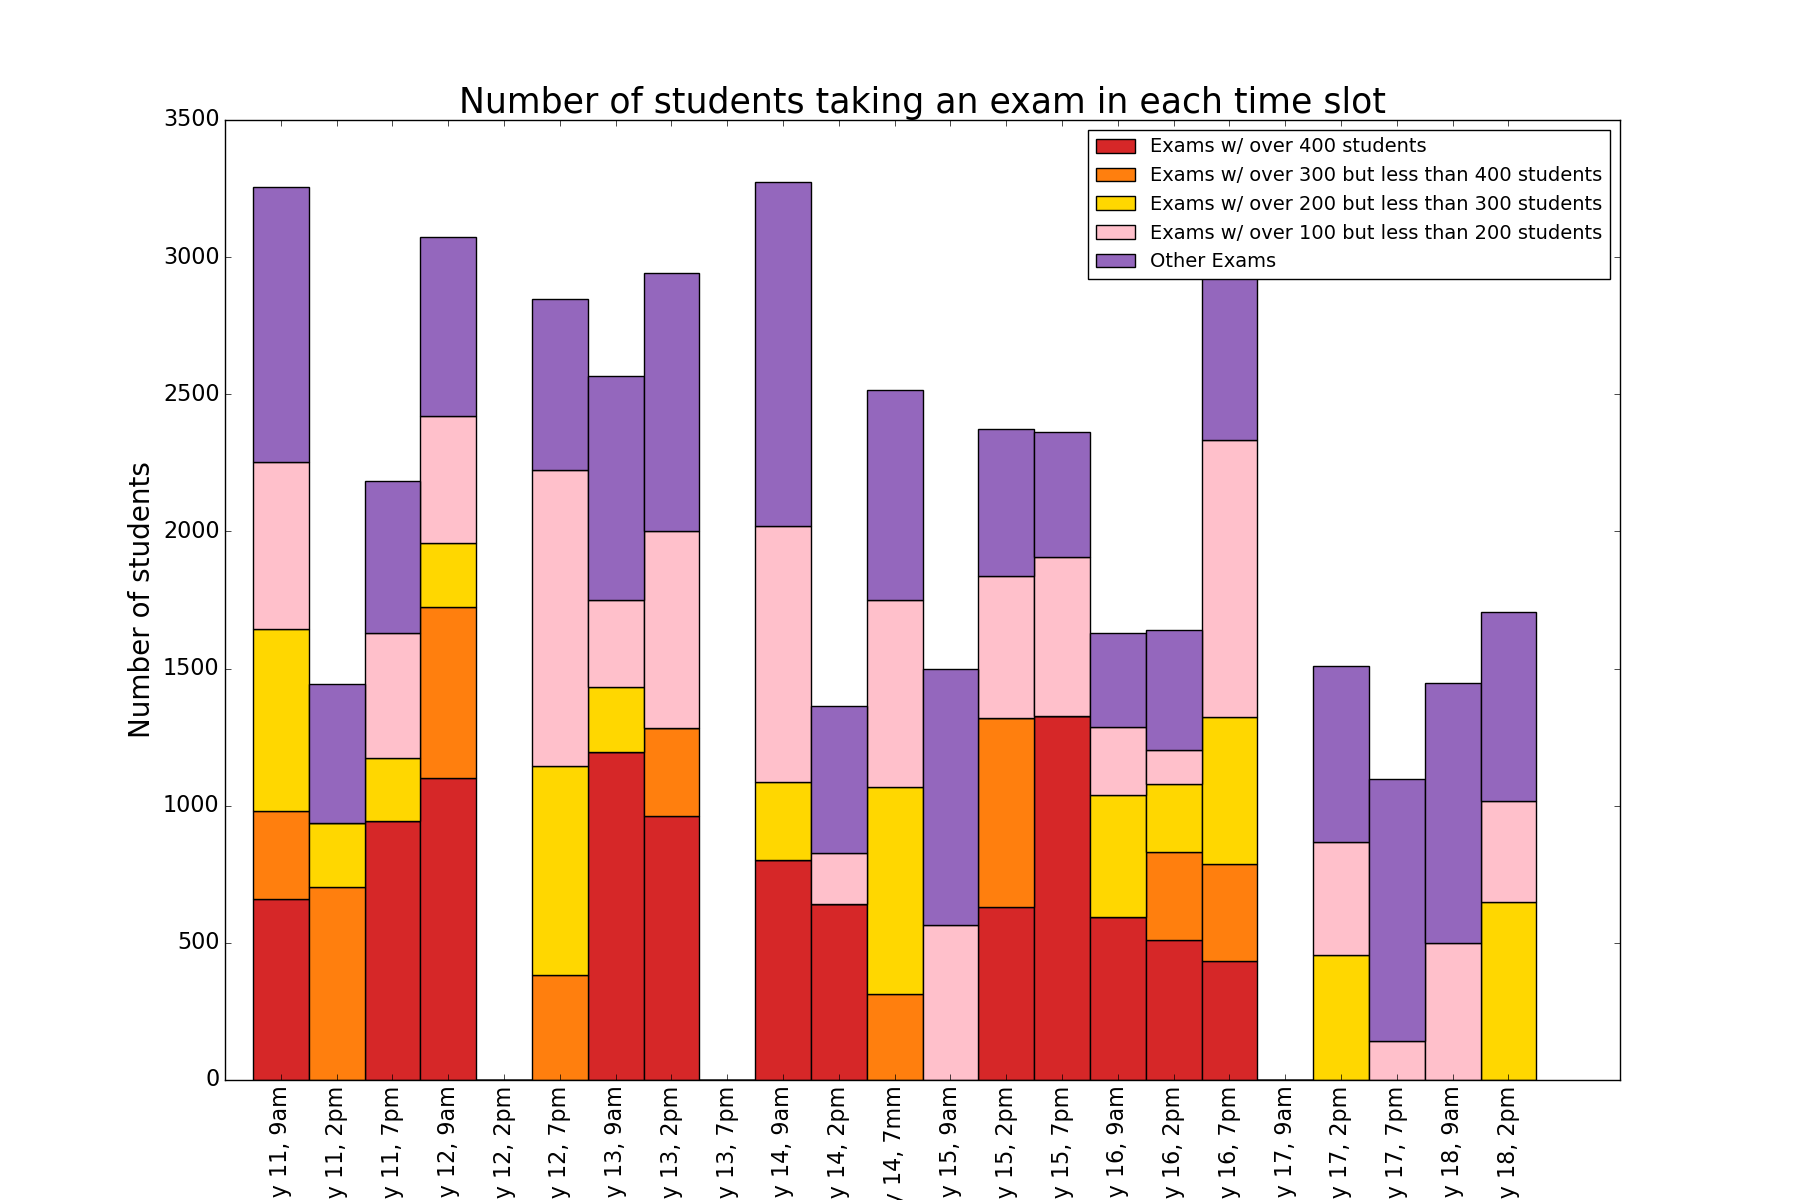 Number of students taking an exam in each time slot
Exams w/ over 400 students
Exams w/ over 300 but less than 400 students
Exams w/ over 200 but less than 300 students
Exams w/ over 100 but less than 200 students
Other Exams
Number of students
3500
3000
2500
2000
1500
1000
500
0
y 11, 9am
y 11, 2pm
y 11, 7pm
y 12, 9am
y 12, 2pm
y 12, 7pm
y 13, 9am
y 13, 2pm
y 13, 7pm
y 14, 9am
y 14, 2pm
y 14, 7mm
y 15, 9am
y 15, 2pm
y 15, 7pm
y 16, 9am
y 16, 2pm
y 16, 7pm
y 17, 9am
y 17, 2pm
y 17, 7pm
y 18, 9am
y 18, 2pm